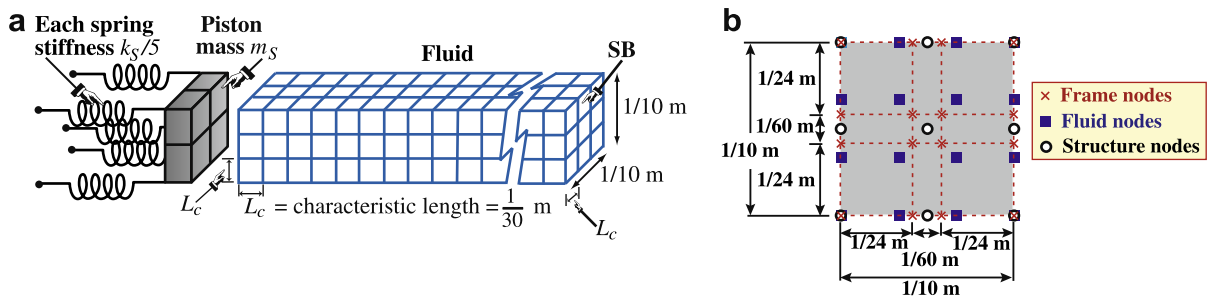 a
Each spring
stiffness k_S/5
Piston
mass m_S
Fluid
SB
1/10 m
1/10 m
L_c
L_c = characteristic length = 1/30 m
L_c
b
1/24 m
1/60 m
1/10 m
1/24 m
1/24 m
1/24 m
1/60 m
1/10 m
Frame nodes
Fluid nodes
Structure nodes